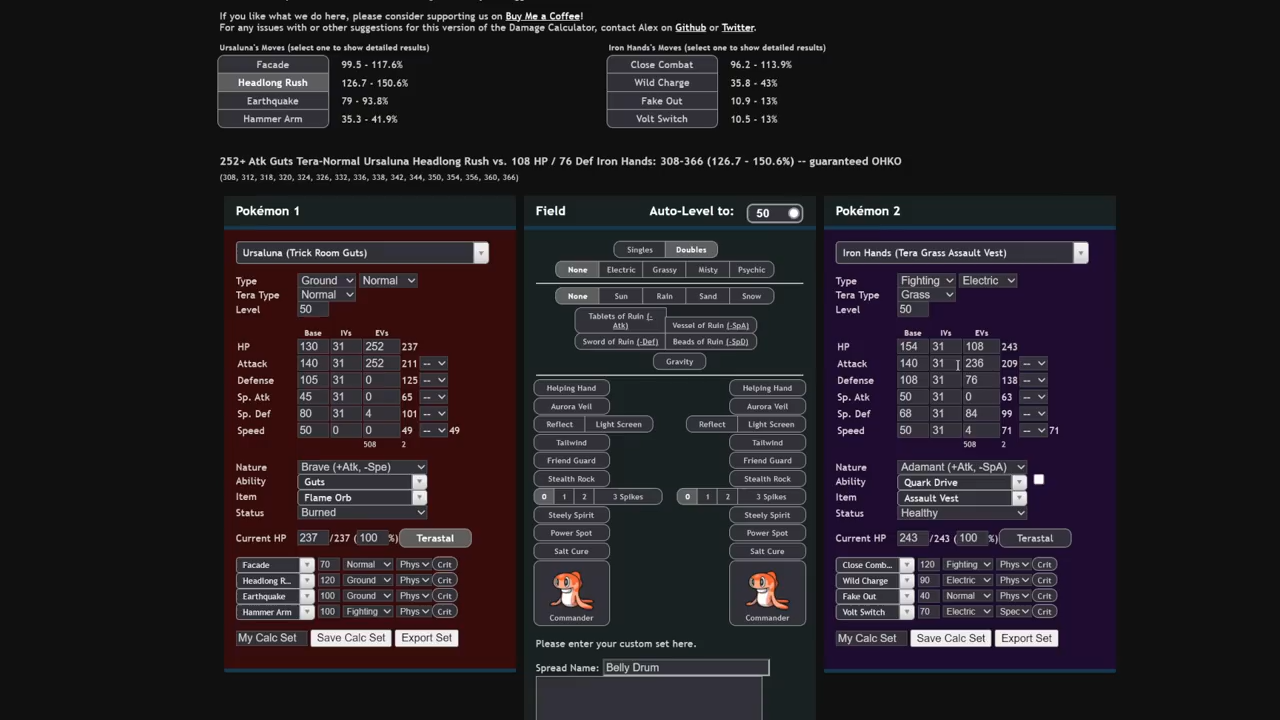 If you like what we do here, please consider supporting us on Buy Me a Coffee!
For any issues with or other suggestions for this version of the Damage Calculator, contact Alex on Github or Twitter.
Ursaluna's Moves (select one to show detailed results)
Facade 99.5 - 117.6%
Headlong Rush 126.7 - 150.6%
Earthquake 79 - 93.8%
Hammer Arm 35.3 - 41.9%
Iron Hands's Moves (select one to show detailed results)
Close Combat 96.2 - 113.9%
Wild Charge 35.8 - 43%
Fake Out 10.9 - 13%
Volt Switch 10.5 - 13%
252+ Atk Guts Tera-Normal Ursaluna Headlong Rush vs. 108 HP / 76 Def Iron Hands: 308-366 (126.7 - 150.6%) -- guaranteed OHKO
(308, 312, 318, 320, 324, 326, 332, 336, 338, 342, 344, 350, 354, 356, 360, 366)
Pokémon 1
Ursaluna (Trick Room Guts)
Type Ground Normal
Tera Type Normal
Level 50
Base IVs EVs
HP 130 31 252 237
Attack 140 31 252 211 --
Defense 105 31 0 125 --
Sp. Atk 45 31 0 65 --
Sp. Def 80 31 4 101 --
Speed 50 0 0 49 -- 49
508 2
Nature Brave (+Atk, -Spe)
Ability Guts
Item Flame Orb
Status Burned
Current HP 237 /237 (100 %) Terastal
Facade 70 Normal Phys Crit
Headlong R... 120 Ground Phys Crit
Earthquake 100 Ground Phys Crit
Hammer Arm 100 Fighting Phys Crit
My Calc Set Save Calc Set Export Set
Field Auto-Level to: 50
Singles Doubles
None Electric Grassy Misty Psychic
None Sun Rain Sand Snow
Tablets of Ruin (-
Atk) Vessel of Ruin (-SpA)
Sword of Ruin (-Def) Beads of Ruin (-SpD)
Gravity
Helping Hand Helping Hand
Aurora Veil Aurora Veil
Reflect Light Screen Reflect Light Screen
Tailwind Tailwind
Friend Guard Friend Guard
Stealth Rock Stealth Rock
0 1 2 3 Spikes 0 1 2 3 Spikes
Steely Spirit Steely Spirit
Power Spot Power Spot
Salt Cure Salt Cure
Commander Commander
Please enter your custom set here.
Spread Name: Belly Drum
Pokémon 2
Iron Hands (Tera Grass Assault Vest)
Type Fighting Electric
Tera Type Grass
Level 50
Base IVs EVs
HP 154 31 108 243
Attack 140 31 236 209 --
Defense 108 31 76 138 --
Sp. Atk 50 31 0 63 --
Sp. Def 68 31 84 99 --
Speed 50 31 4 71 -- 71
508 2
Nature Adamant (+Atk, -SpA)
Ability Quark Drive
Item Assault Vest
Status Healthy
Current HP 243 /243 (100 %) Terastal
Close Comb... 120 Fighting Phys Crit
Wild Charge 90 Electric Phys Crit
Fake Out 40 Normal Phys Crit
Volt Switch 70 Electric Spec Crit
My Calc Set Save Calc Set Export Set